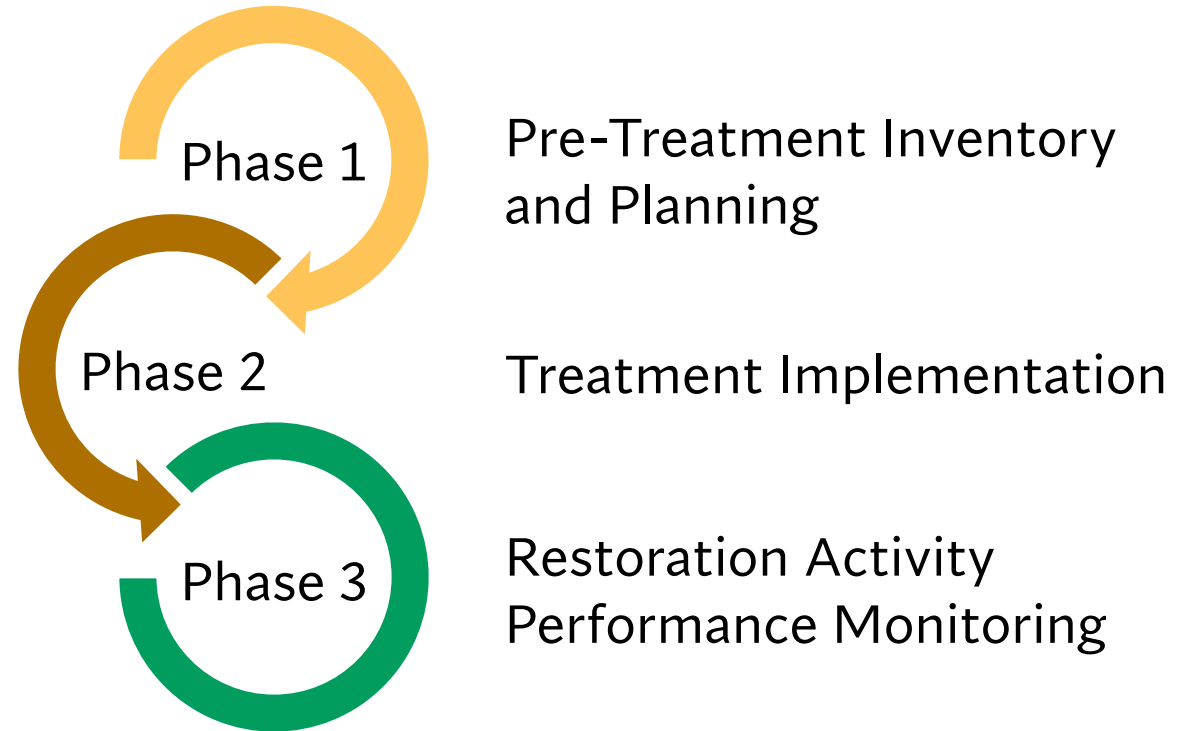 Phase 1
Pre-Treatment Inventory
and Planning
Phase 2
Treatment Implementation
Phase 3
Restoration Activity
Performance Monitoring